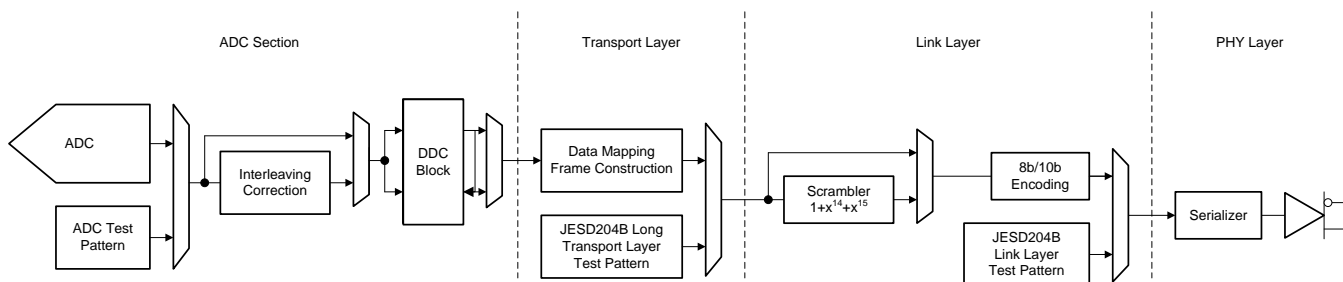 ADC Section
Transport Layer
Link Layer
PHY Layer
ADC
ADC Test
Pattern
Interleaving
Correction
DDC
Block
Data Mapping
Frame Construction
JESD204B Long
Transport Layer
Test Pattern
Scrambler
1+x¹⁴+x¹⁵
8b/10b
Encoding
JESD204B
Link Layer
Test Pattern
Serializer